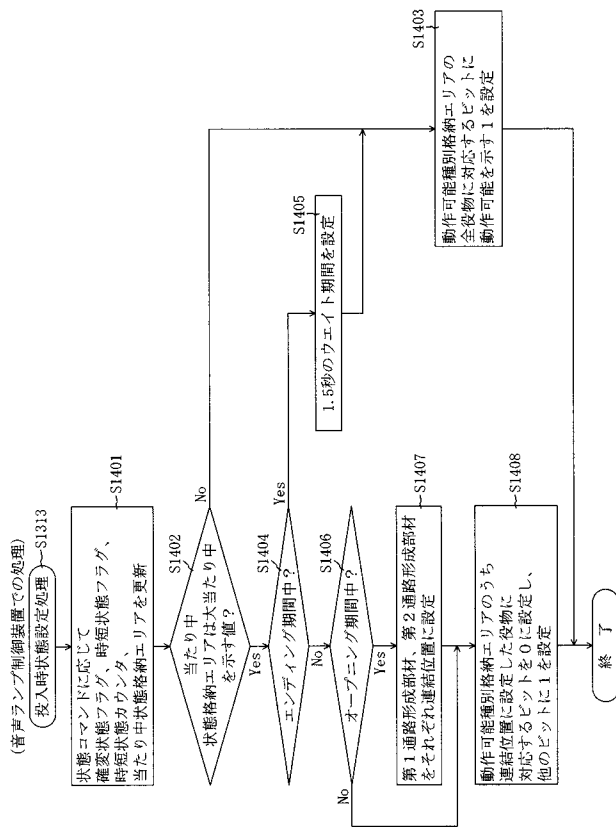 (音声ランプ制御装置での処理)
投入時状態設定処理
S1313
状態コマンドに応じて
確変状態フラグ、時短状態フラグ、
時短状態カウンタ、
当たり中状態格納エリアを更新
S1401
当たり中
状態格納エリアは大当たり中
を示す値?
S1402
No
Yes
エンディング期間中?
S1404
Yes
No
1.5秒のウエイト期間を設定
S1405
動作可能種別格納エリアの
全役物に対応するビットに
動作可能を示す1を設定
S1403
オープニング期間中?
S1406
No
Yes
第1通路形成部材、第2通路形成部材
をそれぞれ連結位置に設定
S1407
動作可能種別格納エリアのうち
連結位置に設定した役物に
対応するビットを0に設定し、
他のビットに1を設定
S1408
終了